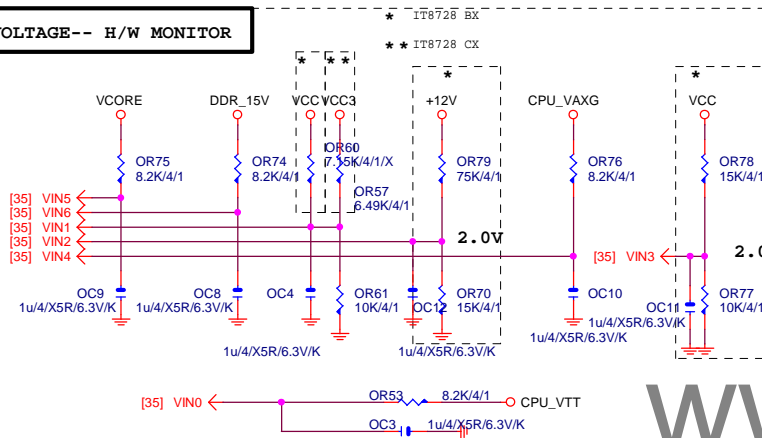 VOLTAGE-- H/W MONITOR
* IT8728 BX
** IT8728 CX
* ** * *
VCORE DDR_15V VCC VCC3 +12V CPU_VAXG VCC
OR75 8.2K/4/1
OR74 8.2K/4/1
OR60 7.15K/4/1/X
OR57 6.49K/4/1
OR79 75K/4/1
OR76 8.2K/4/1
OR78 15K/4/1
[35] VIN5
[35] VIN6
[35] VIN1
[35] VIN2
[35] VIN4
2.0V
[35] VIN3
2.0
OC9 1u/4/X5R/6.3V/K
OC8 1u/4/X5R/6.3V/K
OC4 1u/4/X5R/6.3V/K
OR61 10K/4/1
OC12 1u/4/X5R/6.3V/K
OR70 15K/4/1
OC10 1u/4/X5R/6.3V/K
OC11 1u/4/X5R/6.3V/K
OR77 10K/4/1
[35] VIN0
OR53 8.2K/4/1
CPU_VTT
OC3 1u/4/X5R/6.3V/K